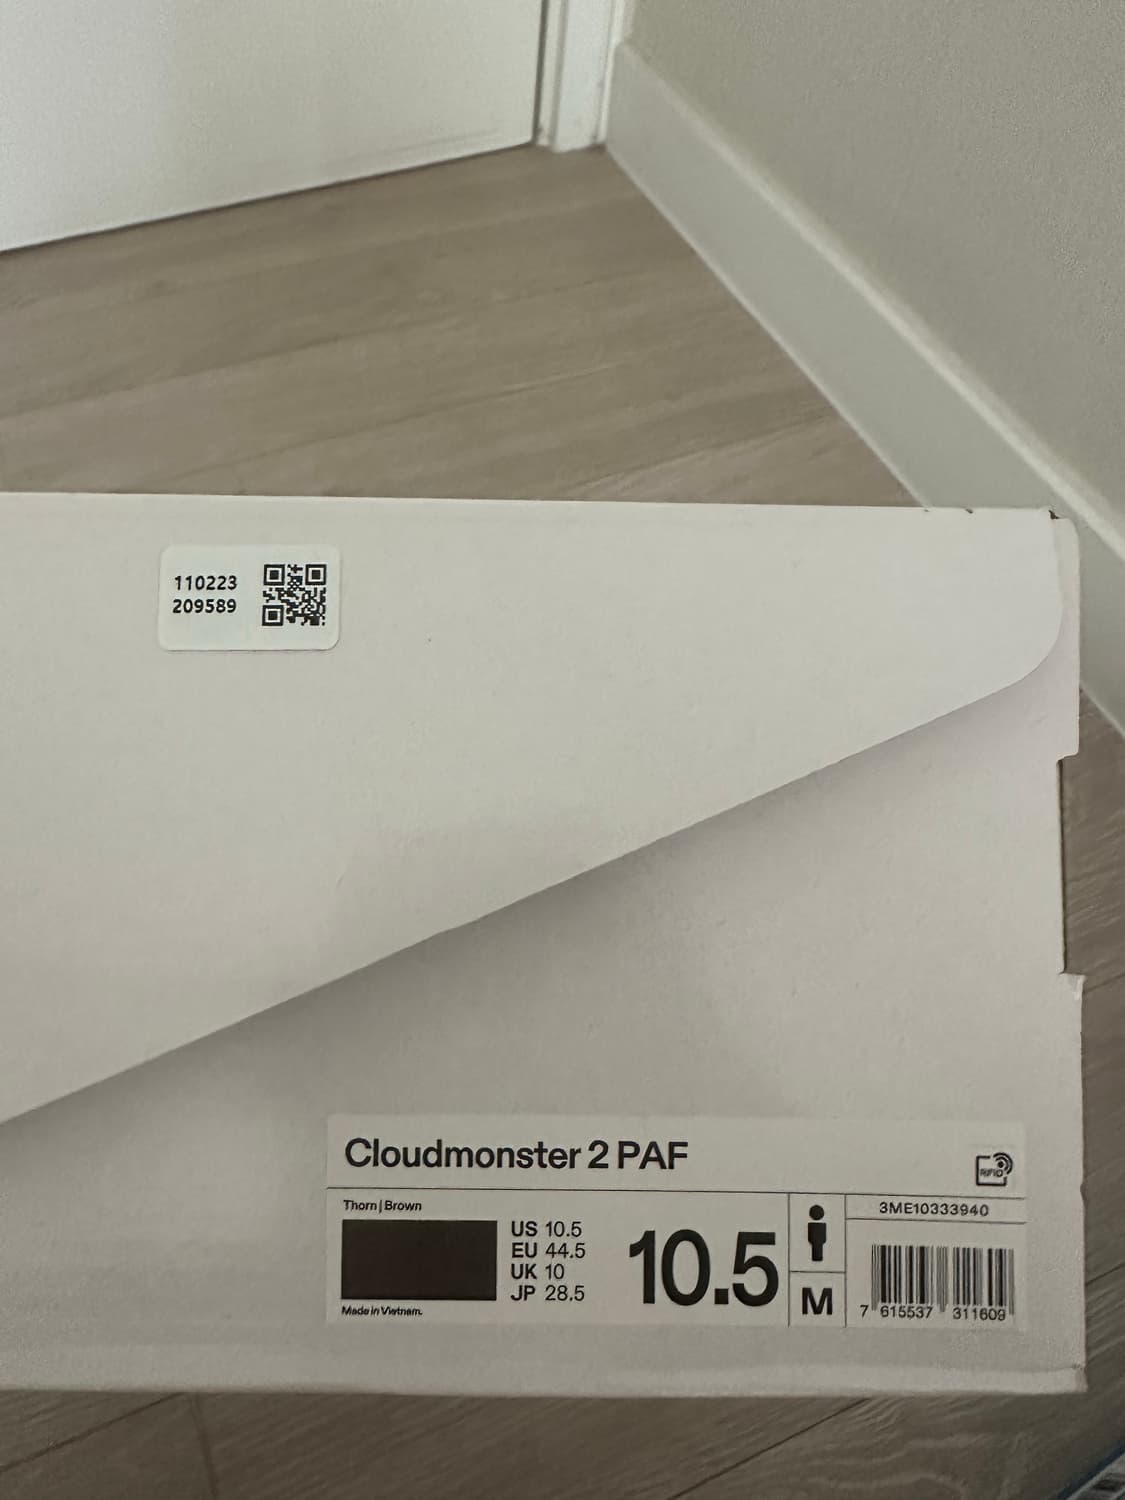 110223
209589
Cloudmonster 2 PAF
RFID
Thorn | Brown
US 10.5
EU 44.5
UK 10
JP 28.5
Made in Vietnam.
10.5
M
3ME10333940
7 615537 311609